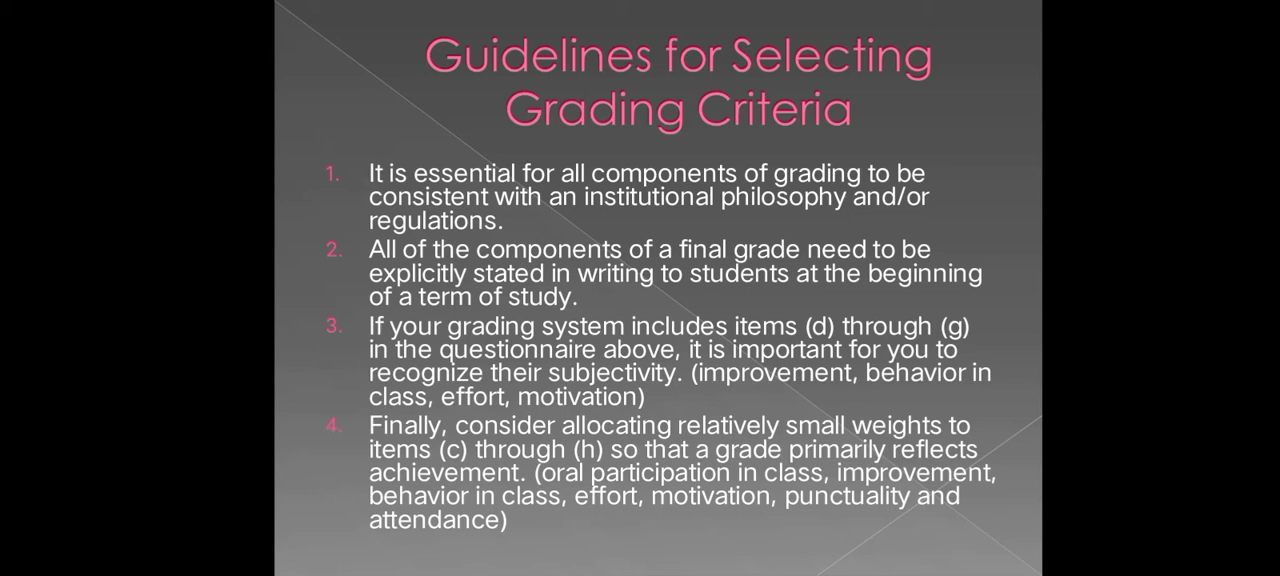 Guidelines for Selecting
Grading Criteria
1. It is essential for all components of grading to be
consistent with an institutional philosophy and/or
regulations.
2. All of the components of a final grade need to be
explicitly stated in writing to students at the beginning
of a term of study.
3. If your grading system includes items (d) through (g)
in the questionnaire above, it is important for you to
recognize their subjectivity. (improvement, behavior in
class, effort, motivation)
4. Finally, consider allocating relatively small weights to
items (c) through (h) so that a grade primarily reflects
achievement. (oral participation in class, improvement,
behavior in class, effort, motivation, punctuality and
attendance)